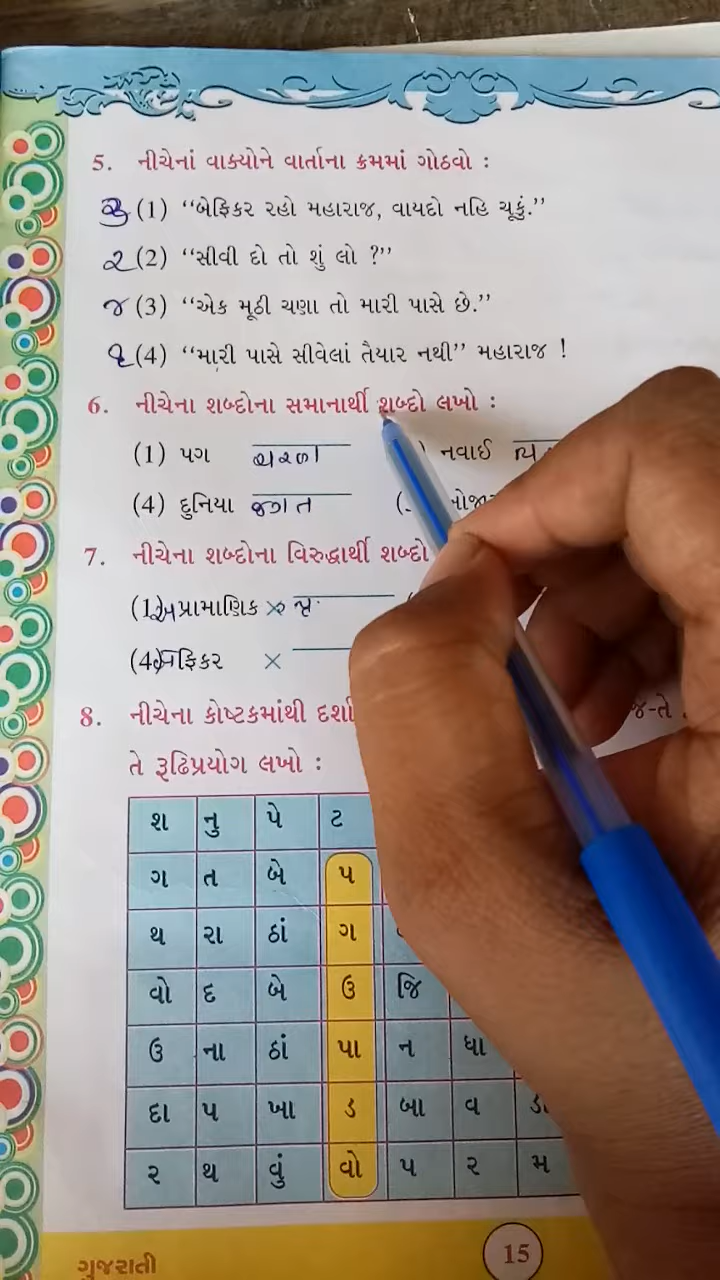 5. નીચેનાં વાક્યોને વાર્તાના ક્રમમાં ગોઠવો :
૩ (1) “બેફિકર રહો મહારાજ, વાયદો નહિ ચૂકું.”
૨ (2) “સીવી દો તો શું લો ?”
૪ (3) “એક મૂઠી ચણા તો મારી પાસે છે.”
૧ (4) “મારી પાસે સીવેલાં તૈયાર નથી” મહારાજ !
6. નીચેના શબ્દોના સમાનાર્થી શબ્દો લખો :
(1) પગ ચરણ નવાઈ
(4) દુનિયા જગત
7. નીચેના શબ્દોના વિરુદ્ધાર્થી શબ્દો
(1) અપ્રામાણિક × પ્ર
(4) બેફિકર ×
8. નીચેના કોષ્ટકમાંથી
તે રૂઢિપ્રયોગ લખો :
શ નુ પે ટ
ગ ત બે પ
થ રા ઠાં ગ
વો દ બે ઉ જિ
ઉ ના ઠાં પા ન ધા
દા પ ખા ડ બા વ
ર થ વું વો પ ર મ
ગુજરાતી 15